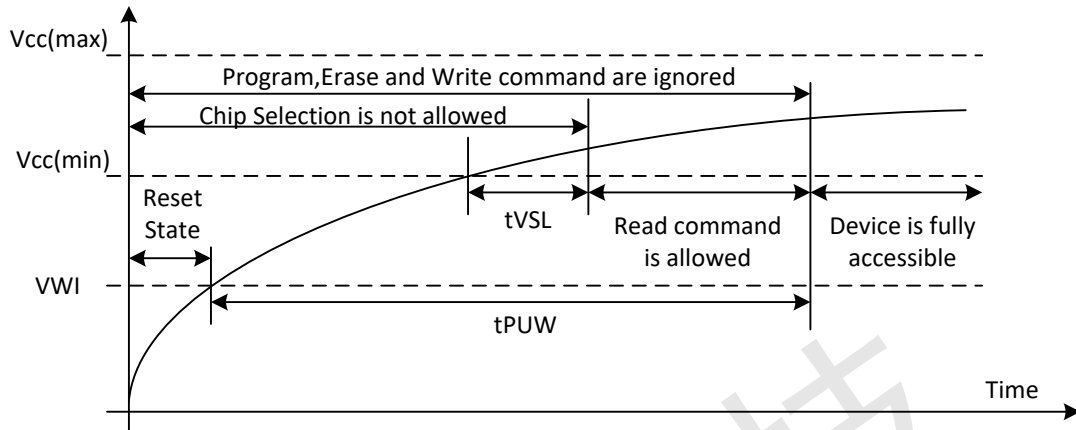 Vcc(max)
Program,Erase and Write command are ignored
Chip Selection is not allowed
Vcc(min)
Reset
State
tVSL
Read command
is allowed
Device is fully
accessible
VWI
tPUW
Time